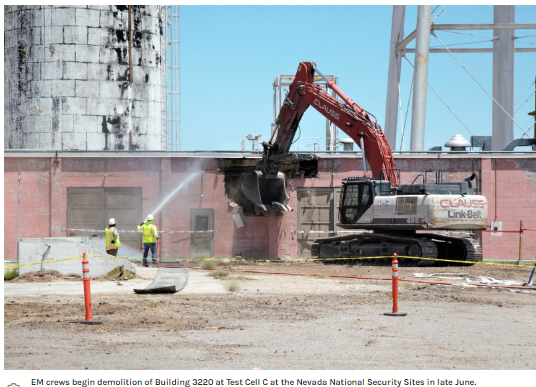 CLAUSS
CLAUSS
Link-Belt
EM crews begin demolition of Building 3220 at Test Cell C at the Nevada National Security Sites in late June.